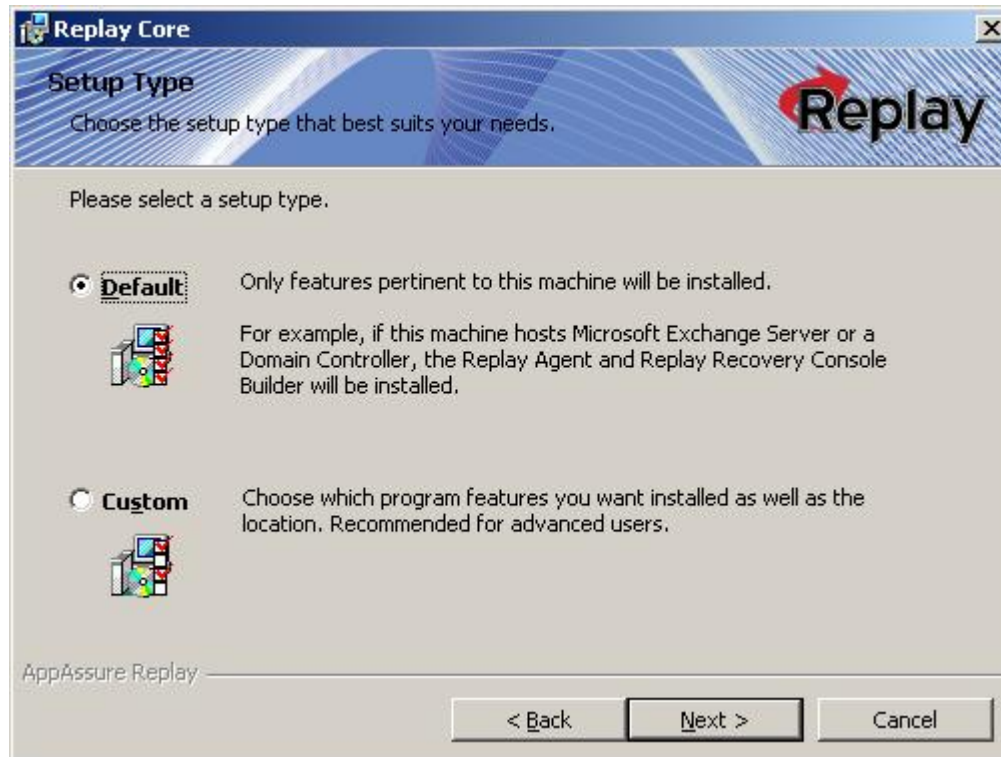 Replay Core
Setup Type
Choose the setup type that best suits your needs.
Replay
Please select a setup type.
Default
Only features pertinent to this machine will be installed.
For example, if this machine hosts Microsoft Exchange Server or a
Domain Controller, the Replay Agent and Replay Recovery Console
Builder will be installed.
Custom
Choose which program features you want installed as well as the
location. Recommended for advanced users.
AppAssure Replay
< Back
Next >
Cancel